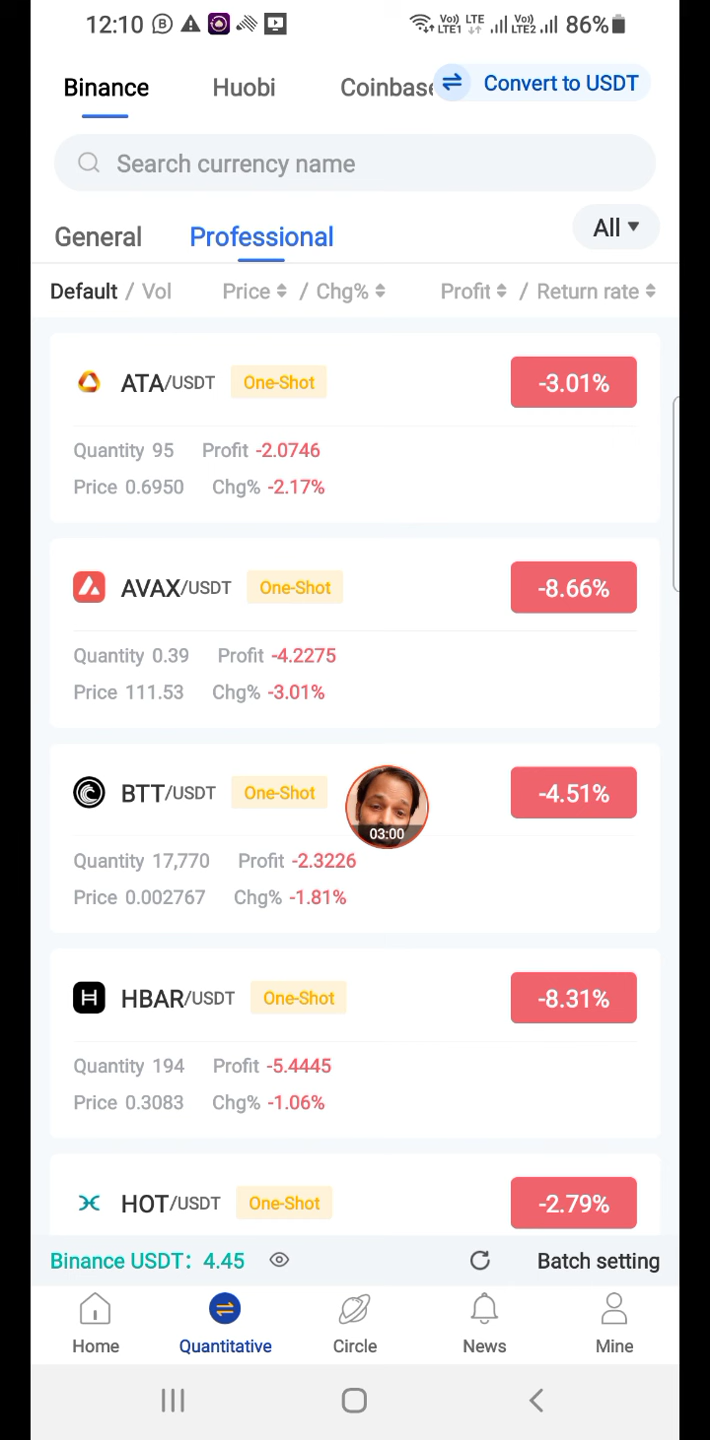 12:10 Vo)) LTE1 LTE Vo)) LTE2 86%
Binance Huobi Coinbase Convert to USDT
Search currency name
General Professional All
Default / Vol Price / Chg% Profit / Return rate
ATA/USDT One-Shot -3.01%
Quantity 95 Profit -2.0746
Price 0.6950 Chg% -2.17%
AVAX/USDT One-Shot -8.66%
Quantity 0.39 Profit -4.2275
Price 111.53 Chg% -3.01%
BTT/USDT One-Shot -4.51%
03:00
Quantity 17,770 Profit -2.3226
Price 0.002767 Chg% -1.81%
HBAR/USDT One-Shot -8.31%
Quantity 194 Profit -5.4445
Price 0.3083 Chg% -1.06%
HOT/USDT One-Shot -2.79%
Binance USDT: 4.45 Batch setting
Home Quantitative Circle News Mine